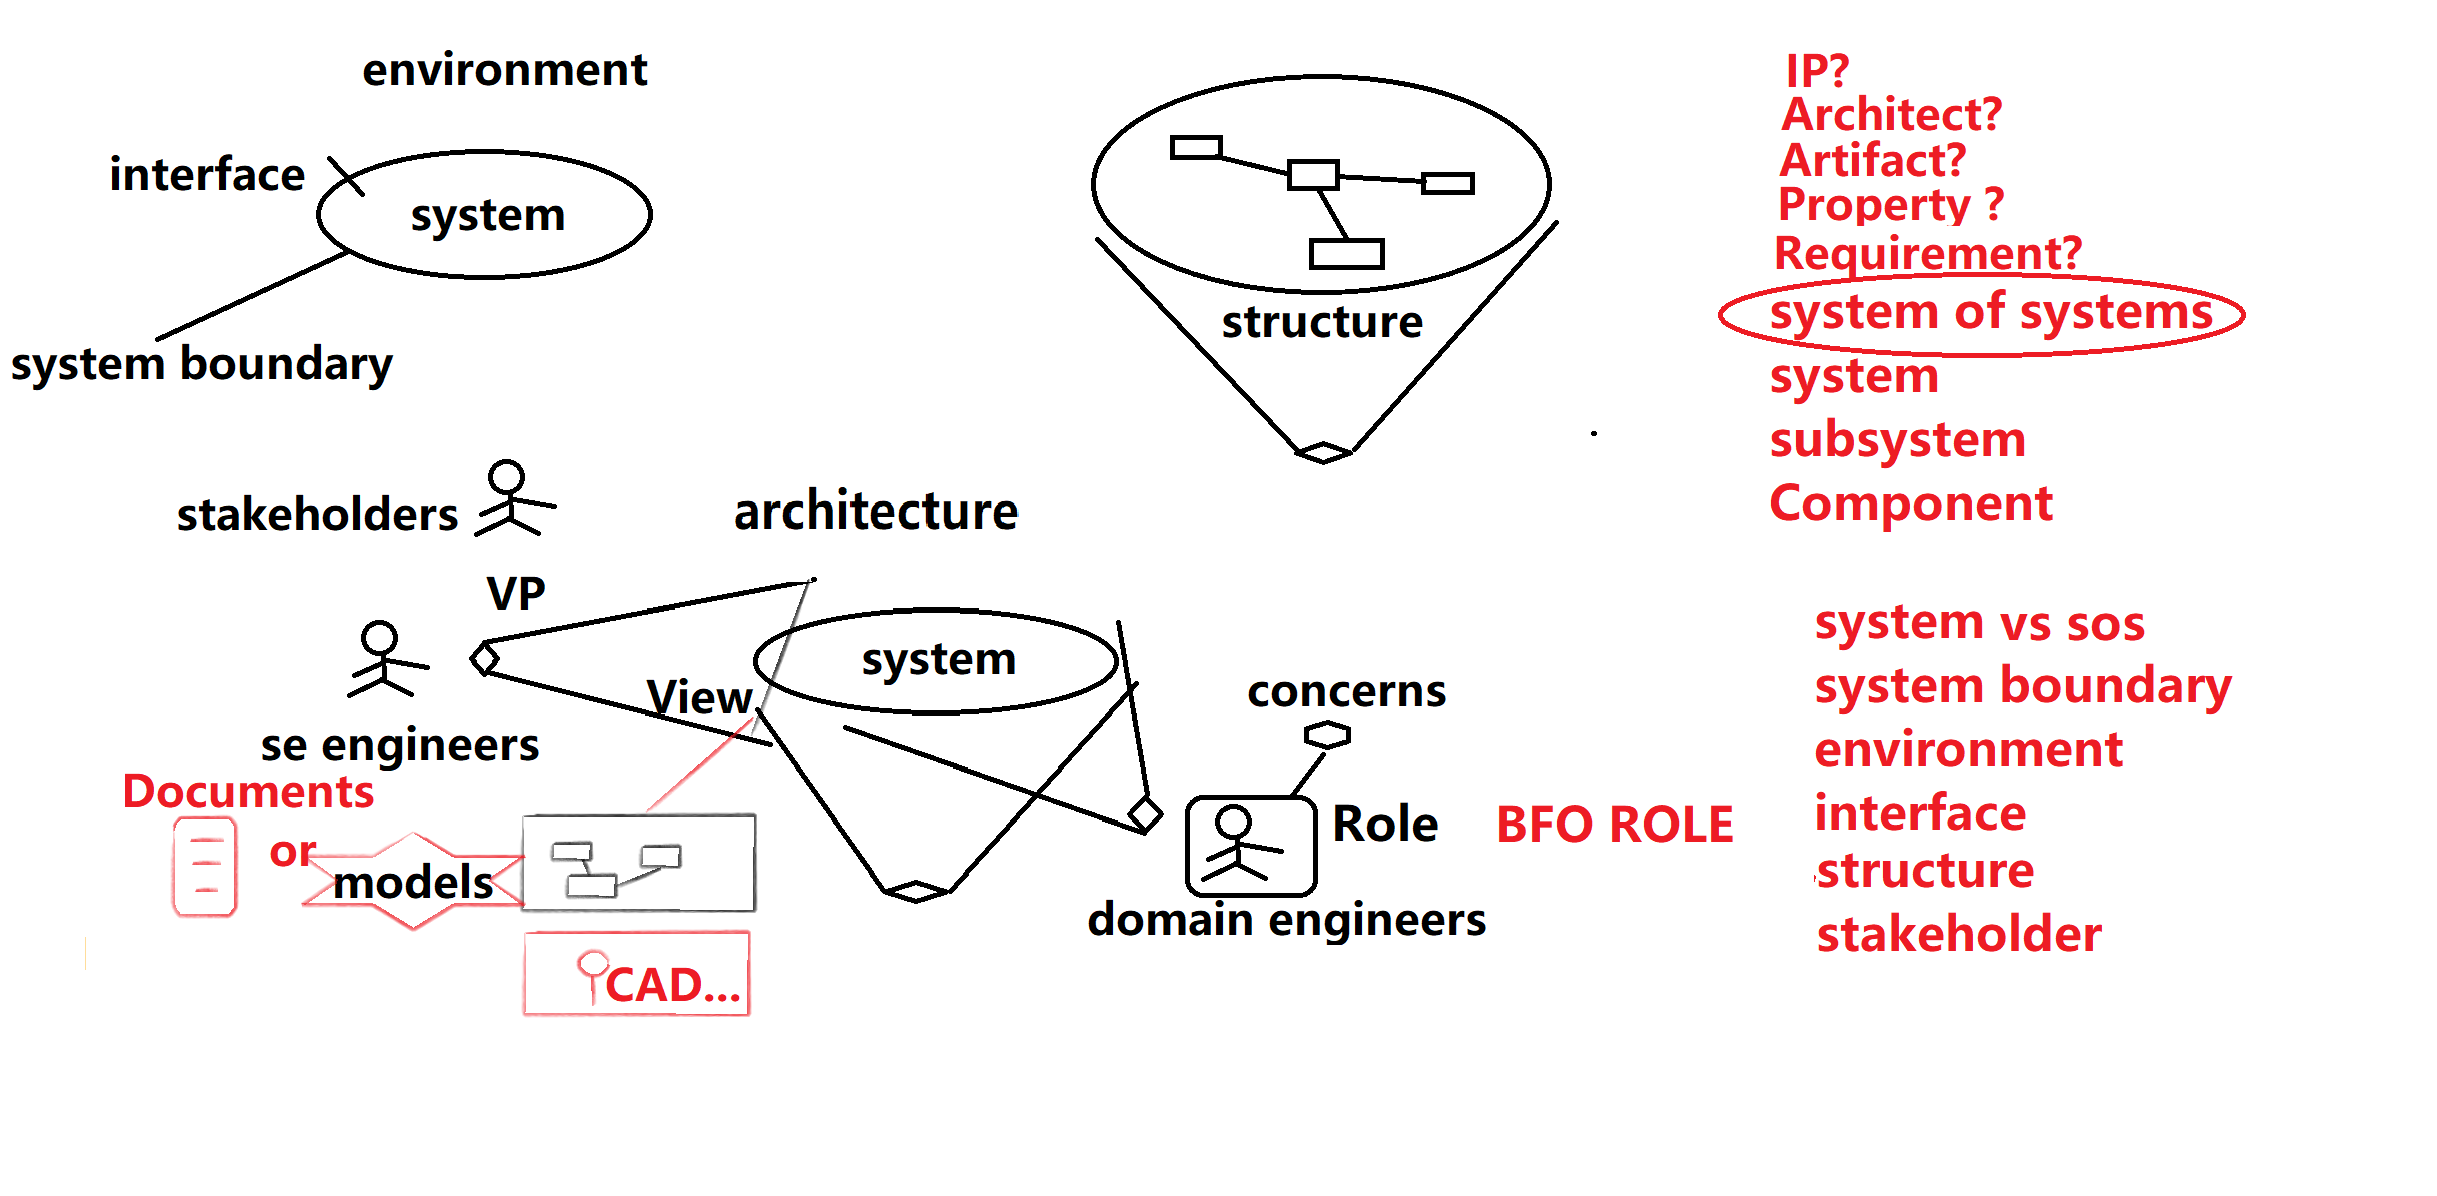 environment
interface
system
system boundary
structure
IP?
Architect?
Artifact?
Property ?
Requirement?
system of systems
system
subsystem
Component
stakeholders
architecture
VP
system
View
se engineers
concerns
Role
BFO ROLE
domain engineers
Documents
or
models
CAD...
system vs sos
system boundary
environment
interface
structure
stakeholder